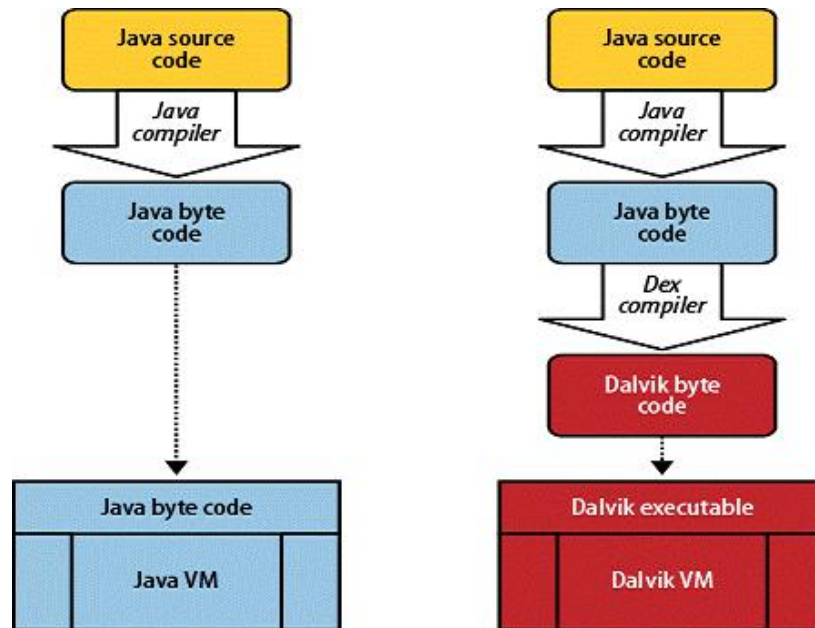 Java source
code
Java
compiler
Java byte
code
Java byte code
Java VM
Java source
code
Java
compiler
Java byte
code
Dex
compiler
Dalvik byte
code
Dalvik executable
Dalvik VM